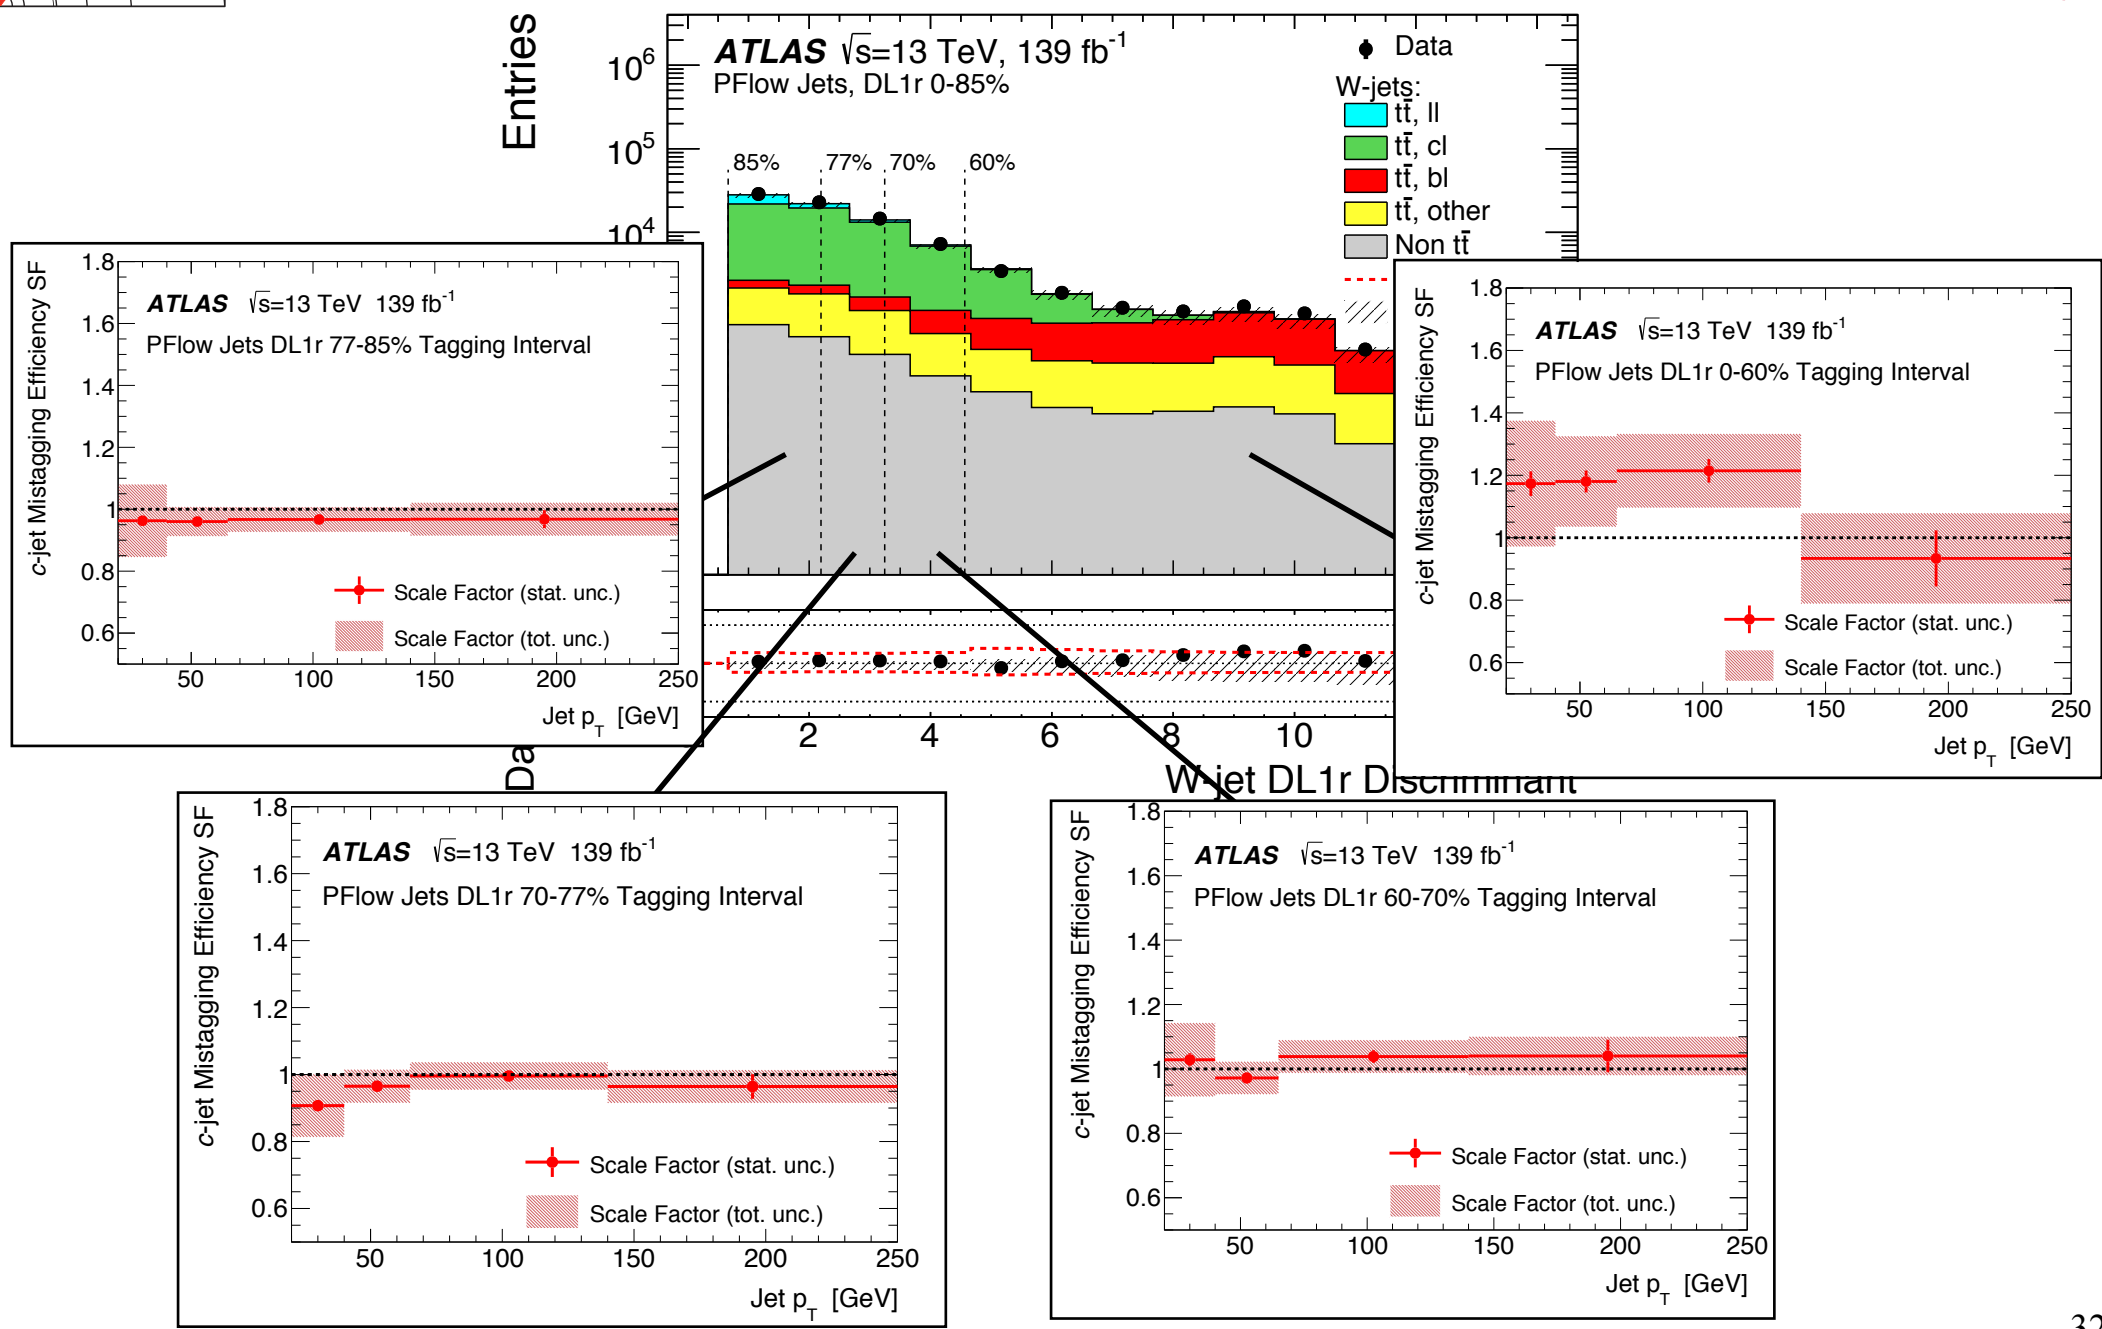 Entries
ATLAS √s=13 TeV, 139 fb⁻¹
PFlow Jets, DL1r 0-85%
Data
W-jets:
tt̄, ll
tt̄, cl
tt̄, bl
tt̄, other
Non tt̄
10⁶
10⁵
10⁴
85% 77% 70% 60%
2 4 6 8 10
W-jet DL1r Discriminant
Da
c-jet Mistagging Efficiency SF
ATLAS √s=13 TeV 139 fb⁻¹
PFlow Jets DL1r 77-85% Tagging Interval
1.8
1.6
1.4
1.2
1
0.8
0.6
Scale Factor (stat. unc.)
Scale Factor (tot. unc.)
50 100 150 200 250
Jet p_T [GeV]
c-jet Mistagging Efficiency SF
ATLAS √s=13 TeV 139 fb⁻¹
PFlow Jets DL1r 0-60% Tagging Interval
1.8
1.6
1.4
1.2
1
0.8
0.6
Scale Factor (stat. unc.)
Scale Factor (tot. unc.)
50 100 150 200 250
Jet p_T [GeV]
c-jet Mistagging Efficiency SF
ATLAS √s=13 TeV 139 fb⁻¹
PFlow Jets DL1r 70-77% Tagging Interval
1.8
1.6
1.4
1.2
1
0.8
0.6
Scale Factor (stat. unc.)
Scale Factor (tot. unc.)
50 100 150 200 250
Jet p_T [GeV]
c-jet Mistagging Efficiency SF
ATLAS √s=13 TeV 139 fb⁻¹
PFlow Jets DL1r 60-70% Tagging Interval
1.8
1.6
1.4
1.2
1
0.8
0.6
Scale Factor (stat. unc.)
Scale Factor (tot. unc.)
50 100 150 200 250
Jet p_T [GeV]
32